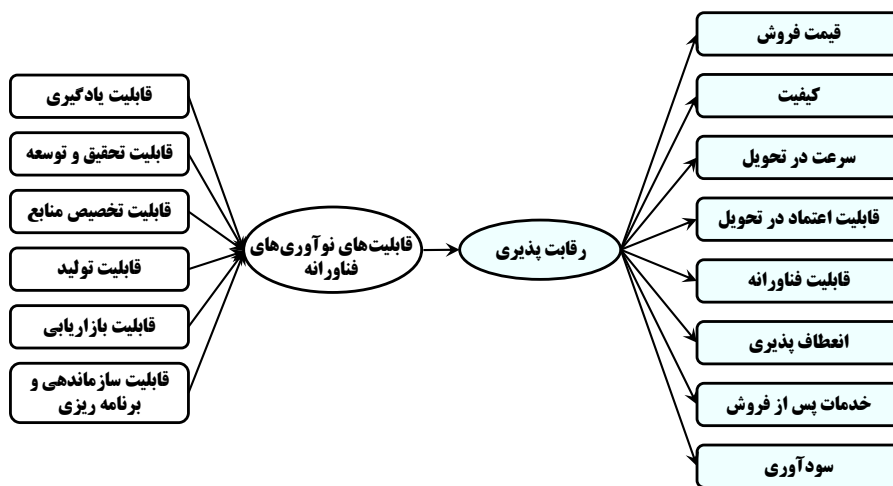 قیمت فروش
کیفیت
سرعت در تحویل
قابلیت اعتماد در تحویل
قابلیت فناورانه
انعطاف پذیری
خدمات پس از فروش
سودآوری
رقابت پذیری
قابلیت‌های نوآوری‌های
فناورانه
قابلیت یادگیری
قابلیت تحقیق و توسعه
قابلیت تخصیص منابع
قابلیت تولید
قابلیت بازاریابی
قابلیت سازماندهی و
برنامه ریزی